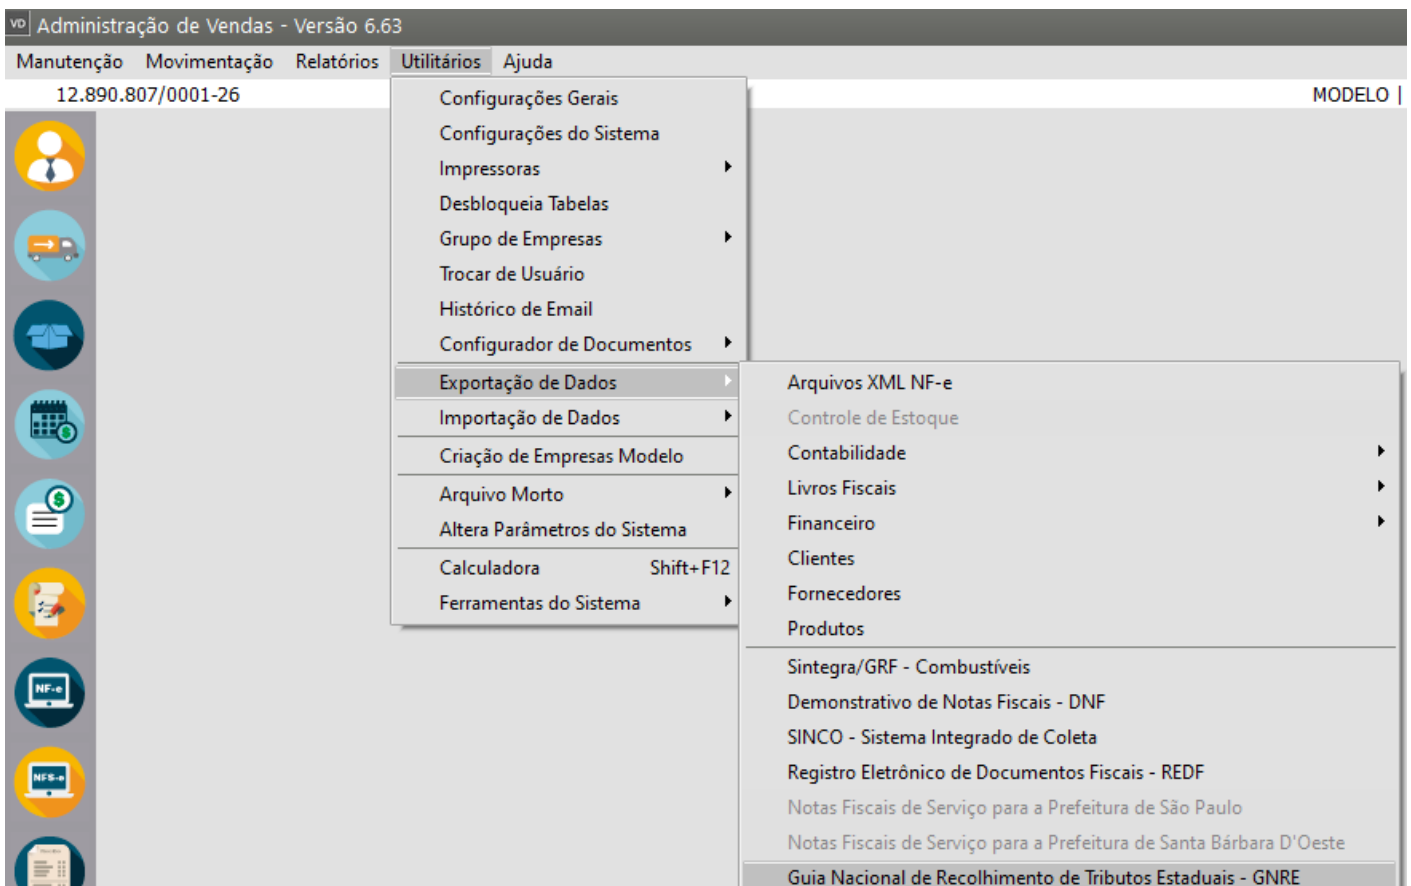 VD Administração de Vendas - Versão 6.63
Manutenção Movimentação Relatórios Utilitários Ajuda
12.890.807/0001-26 MODELO |
Configurações Gerais
Configurações do Sistema
Impressoras
Desbloqueia Tabelas
Grupo de Empresas
Trocar de Usuário
Histórico de Email
Configurador de Documentos
Exportação de Dados
Importação de Dados
Criação de Empresas Modelo
Arquivo Morto
Altera Parâmetros do Sistema
Calculadora Shift+F12
Ferramentas do Sistema
Arquivos XML NF-e
Controle de Estoque
Contabilidade
Livros Fiscais
Financeiro
Clientes
Fornecedores
Produtos
Sintegra/GRF - Combustíveis
Demonstrativo de Notas Fiscais - DNF
SINCO - Sistema Integrado de Coleta
Registro Eletrônico de Documentos Fiscais - REDF
Notas Fiscais de Serviço para a Prefeitura de São Paulo
Notas Fiscais de Serviço para a Prefeitura de Santa Bárbara D'Oeste
Guia Nacional de Recolhimento de Tributos Estaduais - GNRE
NF-e
NFS-e